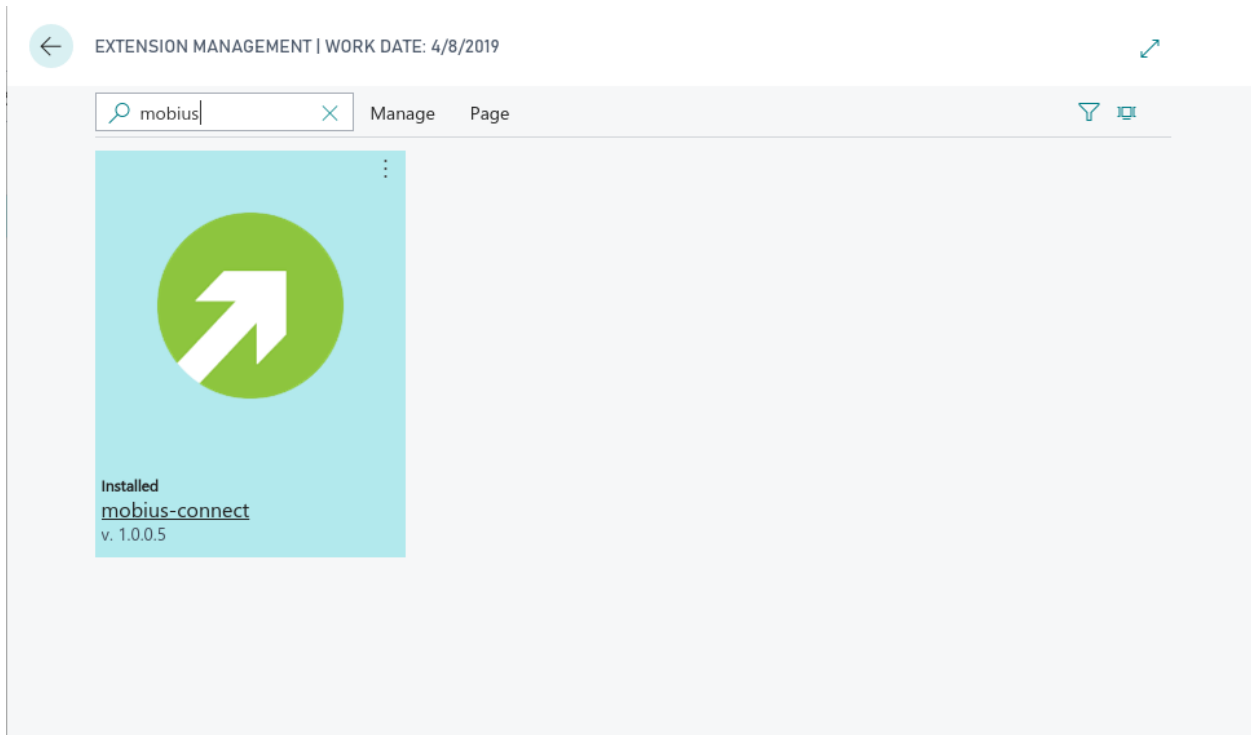 EXTENSION MANAGEMENT | WORK DATE: 4/8/2019
mobius Manage Page
Installed
mobius-connect
v. 1.0.0.5